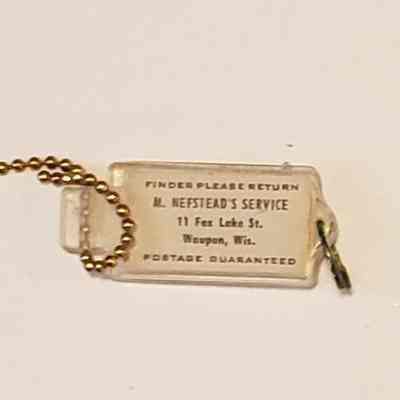 FINDER PLEASE RETURN
M. NEFSTEAD'S SERVICE
11 Fox Lake St.
Waupun, Wis.
POSTAGE GUARANTEED